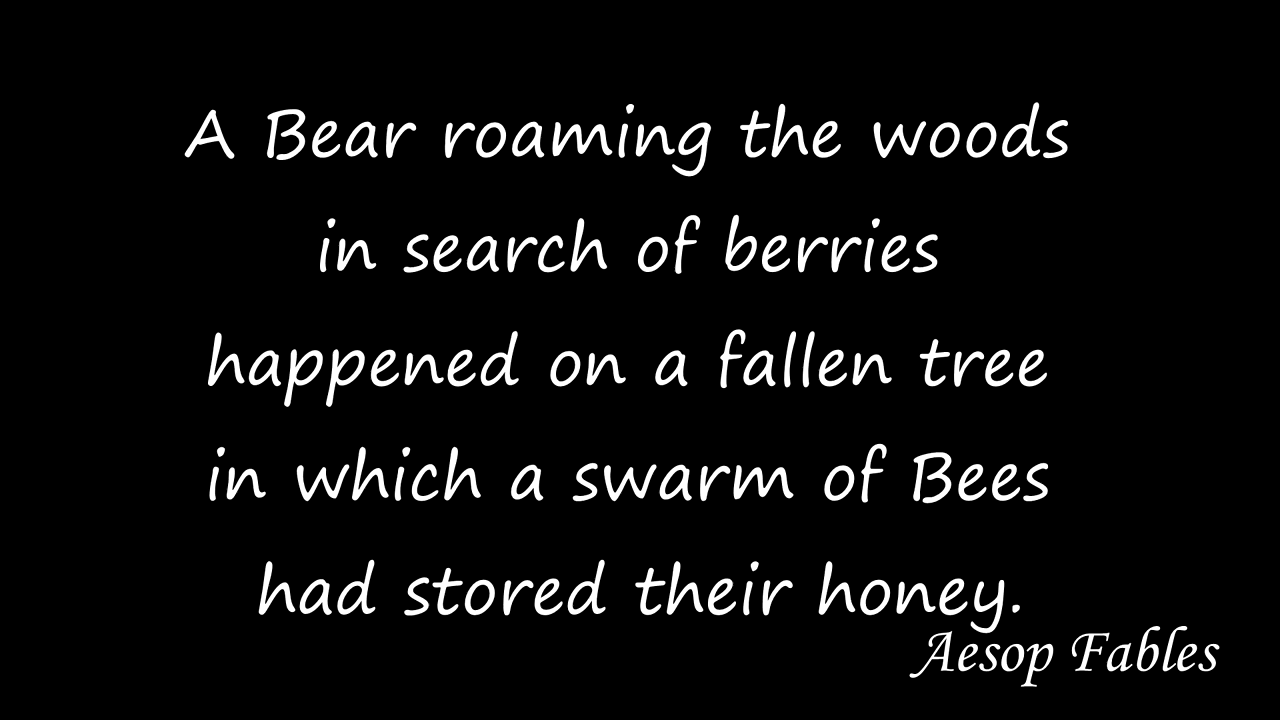 A Bear roaming the woods
in search of berries
happened on a fallen tree
in which a swarm of Bees
had stored their honey.
Aesop Fables